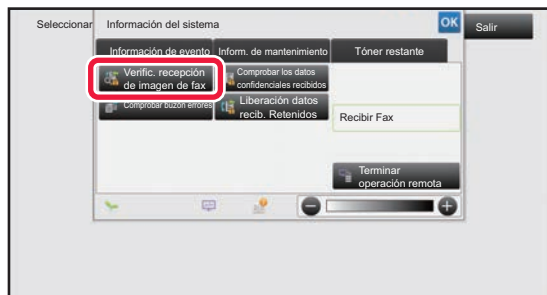 Seleccionar
Información del sistema
OK
Salir
Información de evento
Inform. de mantenimiento
Tóner restante
Verific. recepción
de imagen de fax
Comprobar los datos
confidenciales recibidos
Comprobar buzón errores
Liberación datos
recib. Retenidos
Recibir Fax
Terminar
operación remota